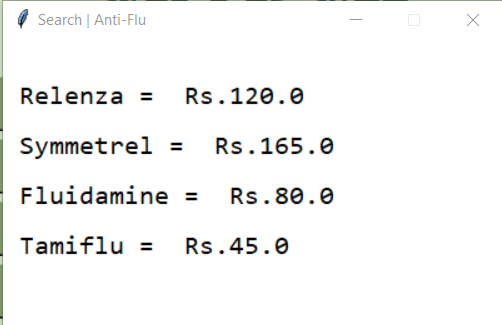 Search | Anti-Flu
Relenza =  Rs.120.0
Symmetrel =  Rs.165.0
Fluidamine =  Rs.80.0
Tamiflu =  Rs.45.0